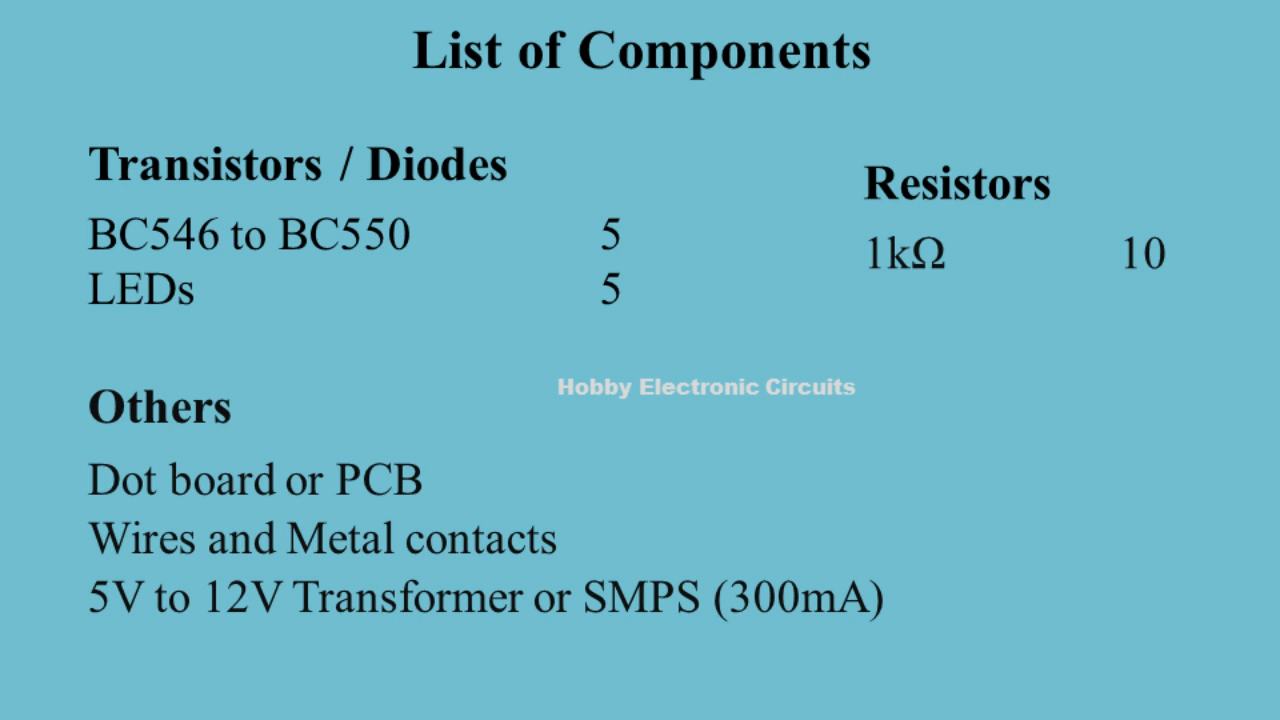 List of Components
Transistors / Diodes
BC546 to BC550 5
LEDs 5
Resistors
1kΩ 10
Hobby Electronic Circuits
Others
Dot board or PCB
Wires and Metal contacts
5V to 12V Transformer or SMPS (300mA)